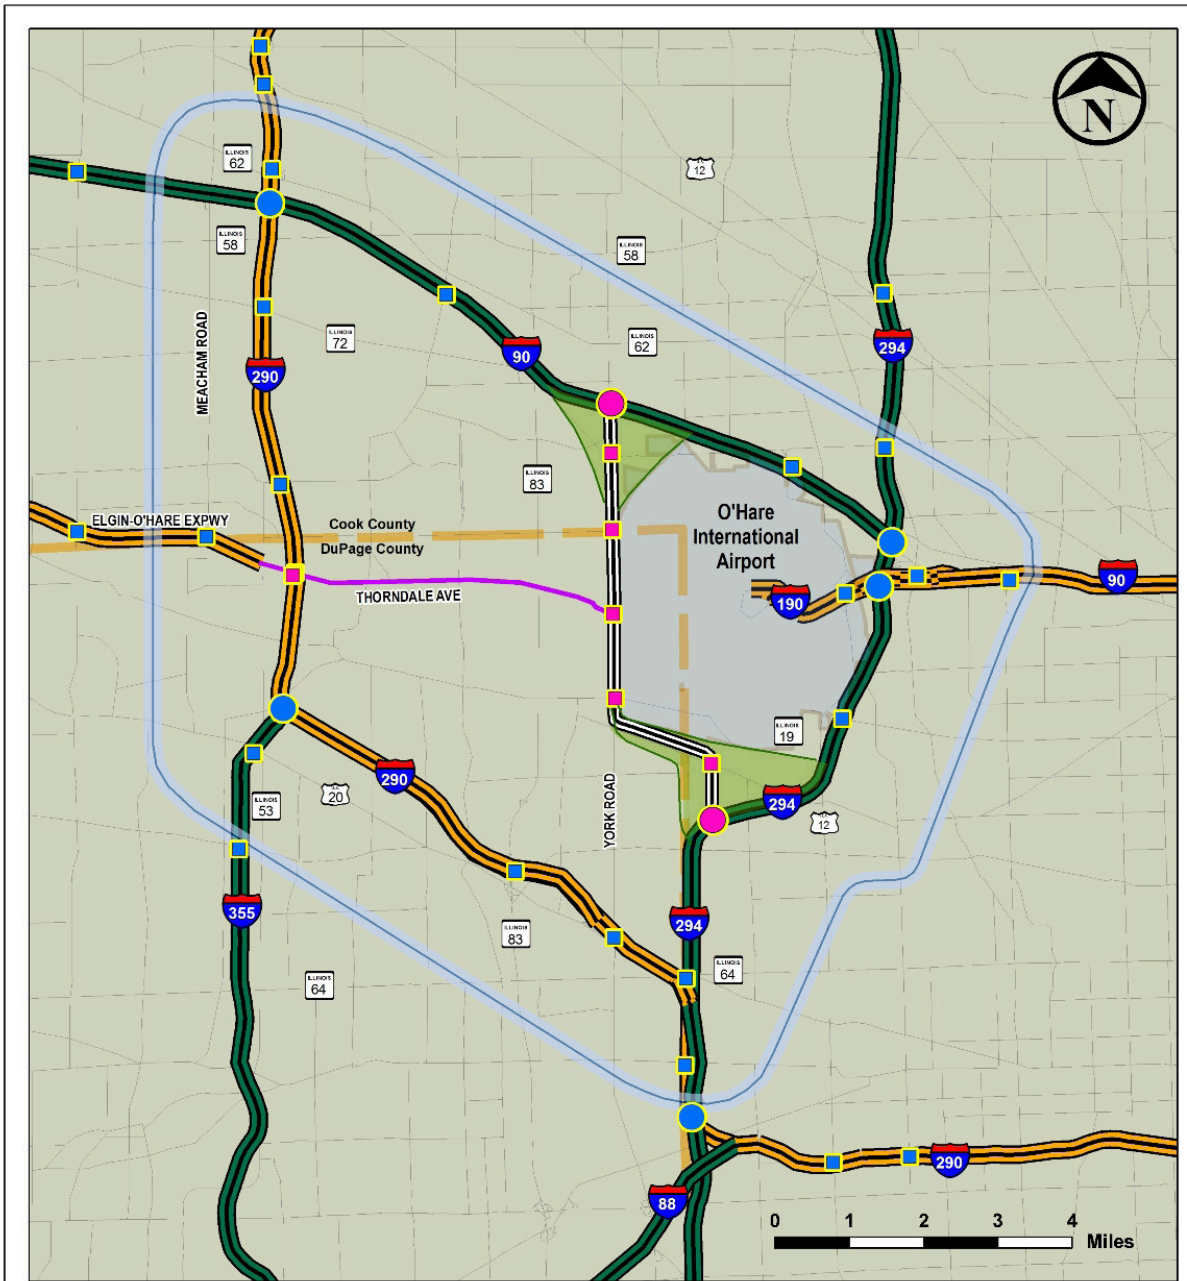 N
ILLINOIS
62
US
12
ILLINOIS
58
ILLINOIS
58
MEACHAM ROAD
ILLINOIS
72
ILLINOIS
62
294
90
290
ILLINOIS
83
ELGIN-O'HARE EXPWY
Cook County
DuPage County
O'Hare
International
Airport
THORNDALE AVE
190
90
ILLINOIS
19
290
US
20
ILLINOIS
53
YORK ROAD
294
US
12
355
ILLINOIS
83
294
ILLINOIS
64
ILLINOIS
64
290
88
0 1 2 3 4
Miles